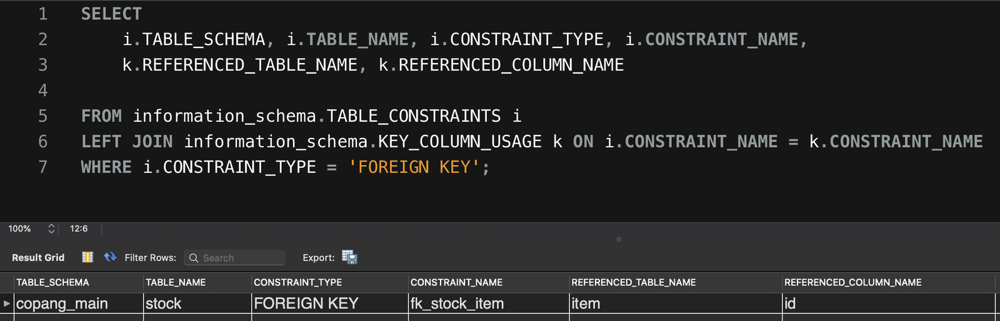 1 SELECT
2 i.TABLE_SCHEMA, i.TABLE_NAME, i.CONSTRAINT_TYPE, i.CONSTRAINT_NAME,
3 k.REFERENCED_TABLE_NAME, k.REFERENCED_COLUMN_NAME
4
5 FROM information_schema.TABLE_CONSTRAINTS i
6 LEFT JOIN information_schema.KEY_COLUMN_USAGE k ON i.CONSTRAINT_NAME = k.CONSTRAINT_NAME
7 WHERE i.CONSTRAINT_TYPE = 'FOREIGN KEY';
100% 12:6
Result Grid Filter Rows: Search Export:
TABLE_SCHEMA TABLE_NAME CONSTRAINT_TYPE CONSTRAINT_NAME REFERENCED_TABLE_NAME REFERENCED_COLUMN_NAME
copang_main stock FOREIGN KEY fk_stock_item item id